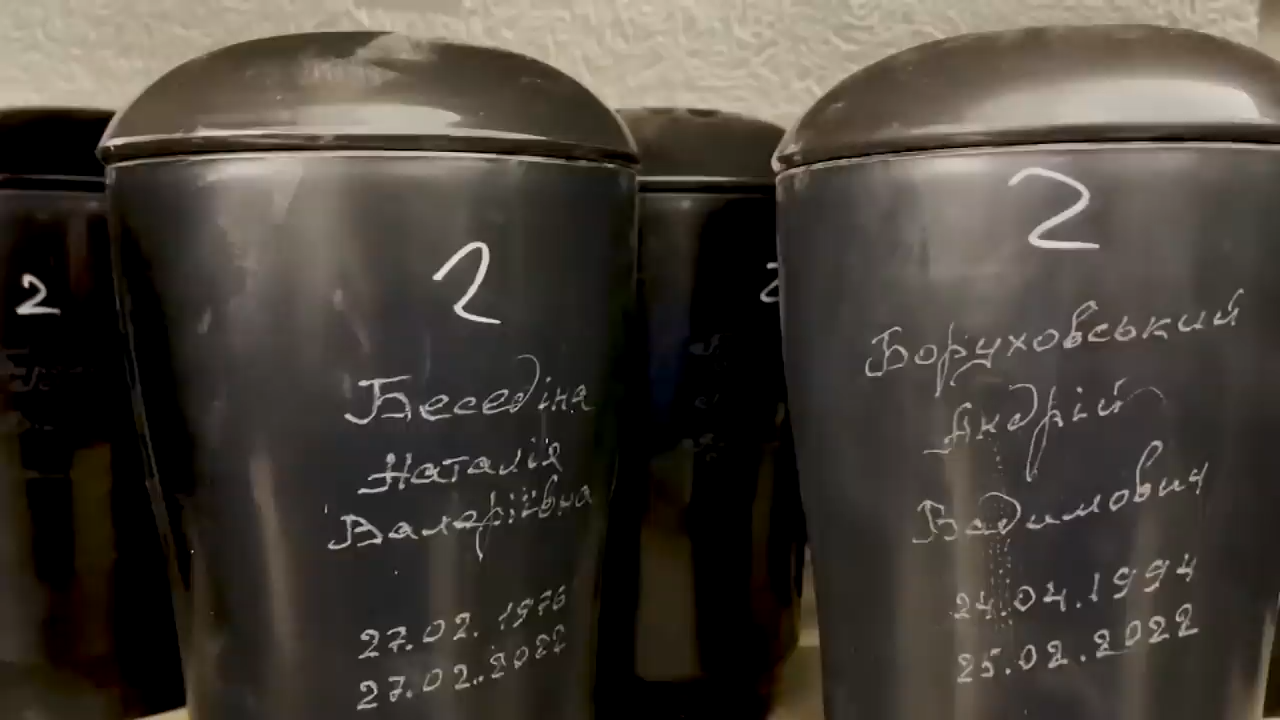 2
2
Беседіна
Наталія
Валеріївна
27.02.1976
27.02.2022
2
Боруховський
Андрій
Вадимович
24.04.1994
25.02.2022